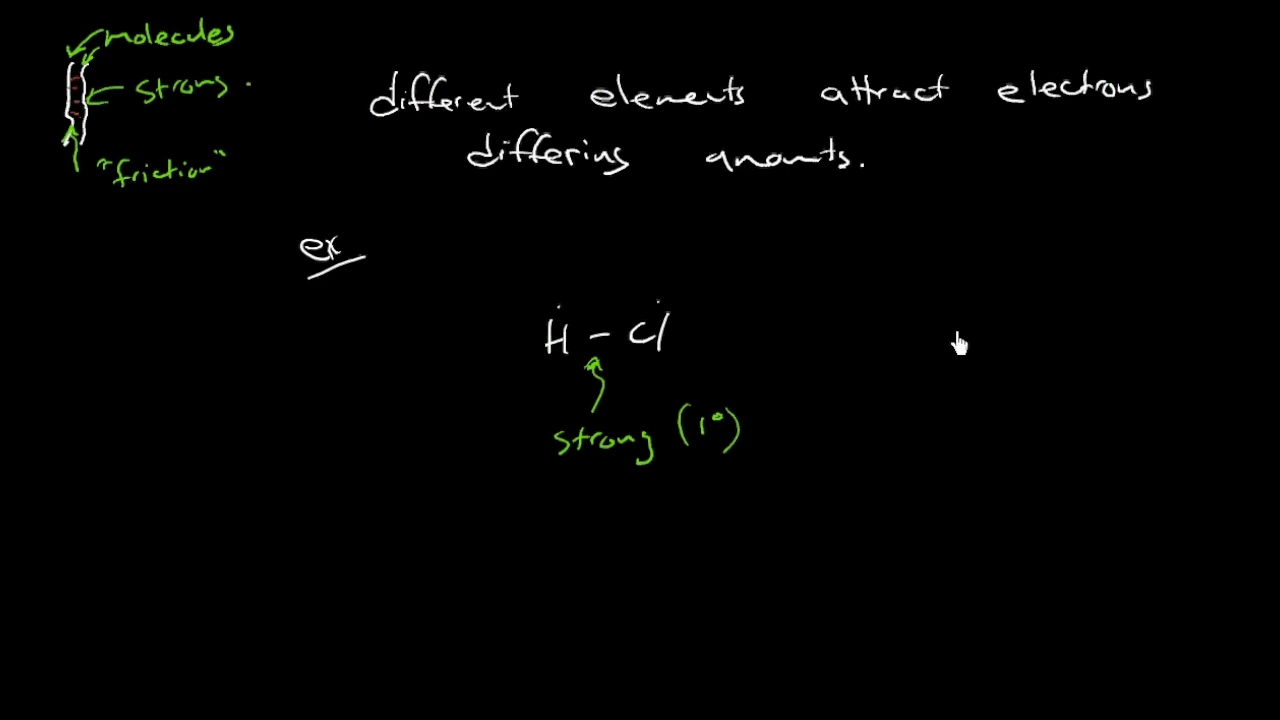 molecules
strong
"friction"
different elements attract electrons
differing amounts.
ex
H - Cl
strong (1°)